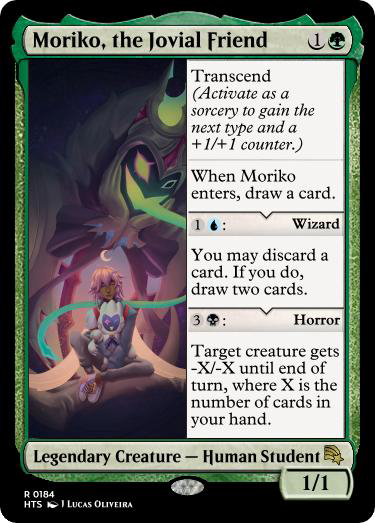 Moriko, the Jovial Friend 1
Transcend
(Activate as a
sorcery to gain the
next type and a
+1/+1 counter.)
When Moriko
enters, draw a card.
1 : Wizard
You may discard a
card. If you do,
draw two cards.
3 : Horror
Target creature gets
-X/-X until end of
turn, where X is the
number of cards in
your hand.
Legendary Creature — Human Student
1/1
R 0184
HTS J Lucas Oliveira